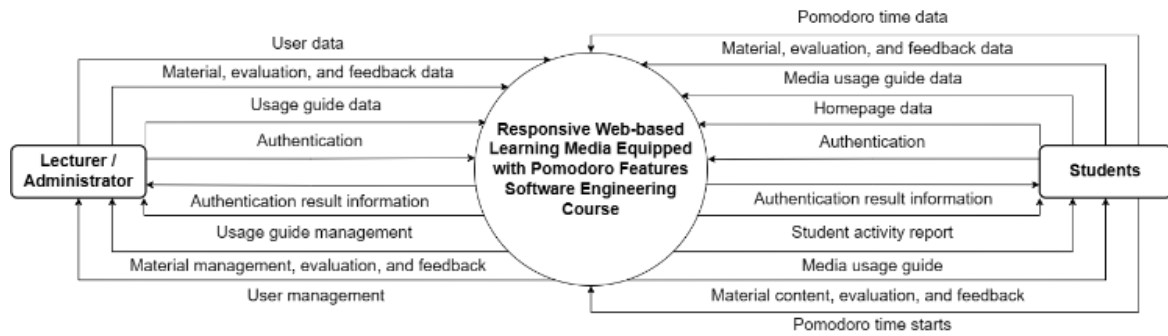 Pomodoro time data
User data
Material, evaluation, and feedback data
Material, evaluation, and feedback data
Media usage guide data
Usage guide data
Homepage data
Authentication
Authentication
Responsive Web-based
Learning Media Equipped
with Pomodoro Features
Software Engineering
Course
Lecturer /
Administrator
Students
Authentication result information
Authentication result information
Usage guide management
Student activity report
Material management, evaluation, and feedback
Media usage guide
User management
Material content, evaluation, and feedback
Pomodoro time starts